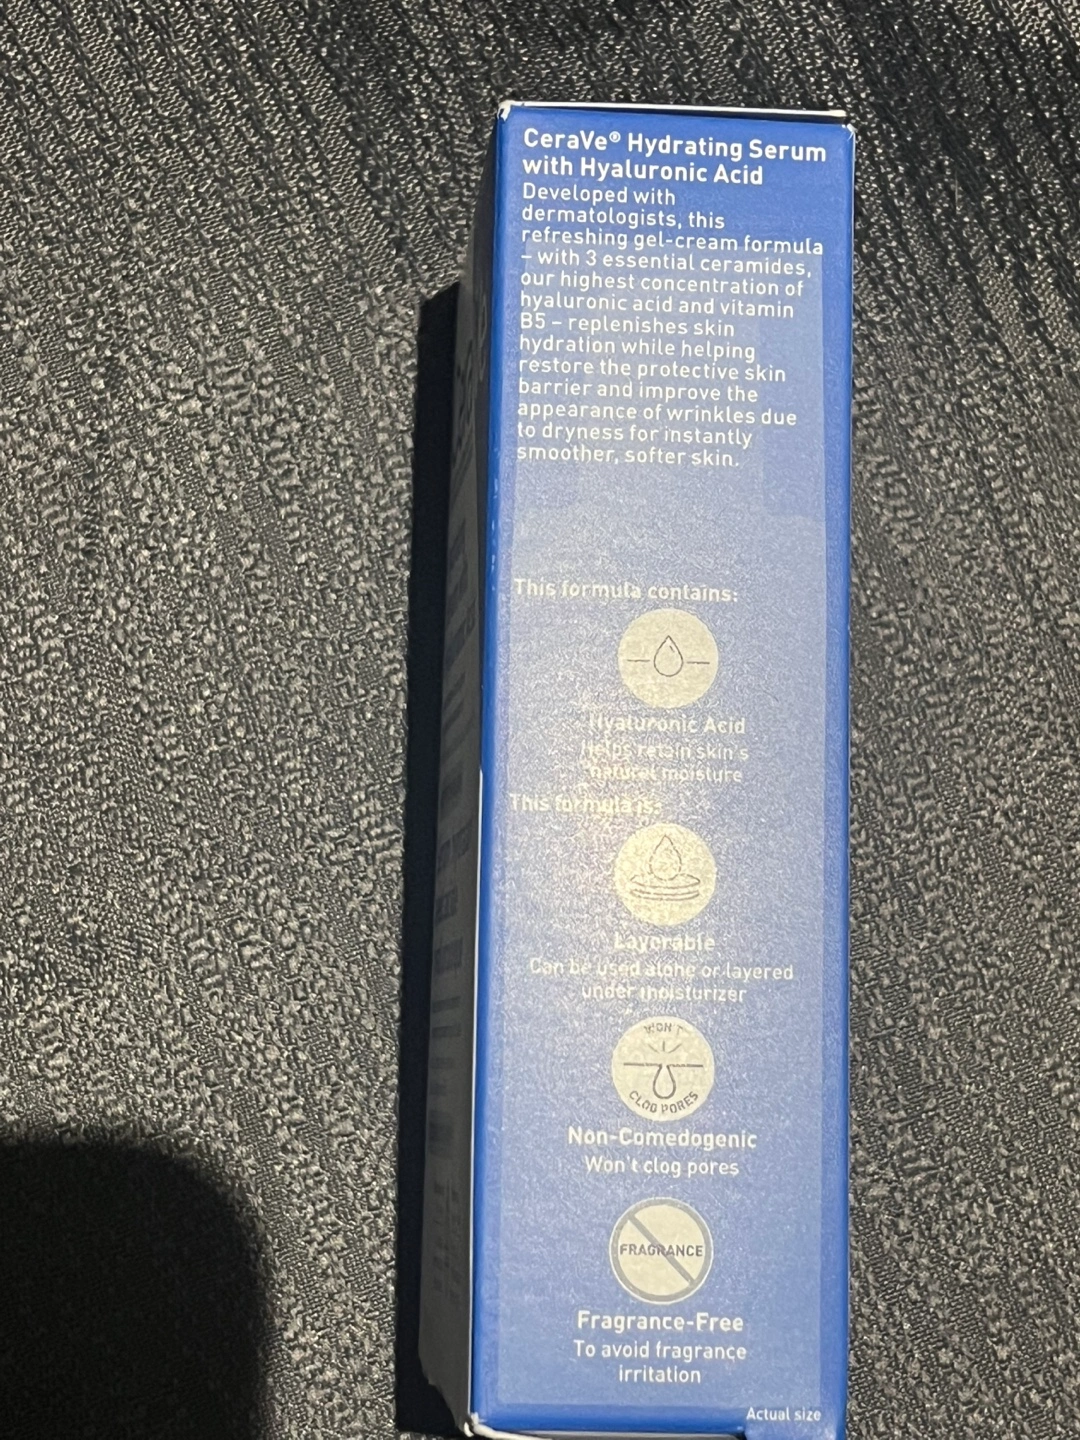 CeraVe® Hydrating Serum
with Hyaluronic Acid
Developed with
dermatologists, this
refreshing gel-cream formula
– with 3 essential ceramides,
our highest concentration of
hyaluronic acid and vitamin
B5 – replenishes skin
hydration while helping
restore the protective skin
barrier and improve the
appearance of wrinkles due
to dryness for instantly
smoother, softer skin.
This formula contains:
Hyaluronic Acid
Helps retain skin's
natural moisture
This formula is:
Layerable
Can be used alone or layered
under moisturizer
WON'T
CLOG PORES
Non-Comedogenic
Won't clog pores
FRAGRANCE
Fragrance-Free
To avoid fragrance
irritation
Actual size